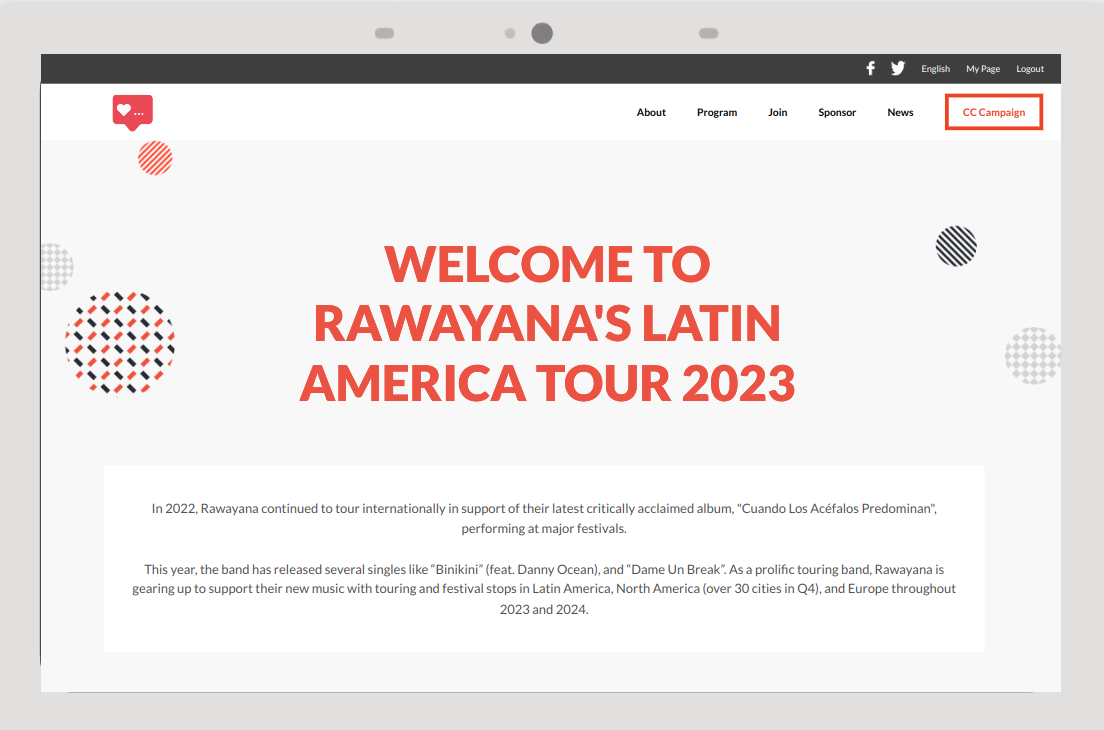 English My Page Logout
About Program Join Sponsor News CC Campaign
WELCOME TO
RAWAYANA'S LATIN
AMERICA TOUR 2023
In 2022, Rawayana continued to tour internationally in support of their latest critically acclaimed album, "Cuando Los Acéfalos Predominan",
performing at major festivals.
This year, the band has released several singles like “Binikini” (feat. Danny Ocean), and “Dame Un Break”. As a prolific touring band, Rawayana is
gearing up to support their new music with touring and festival stops in Latin America, North America (over 30 cities in Q4), and Europe throughout
2023 and 2024.